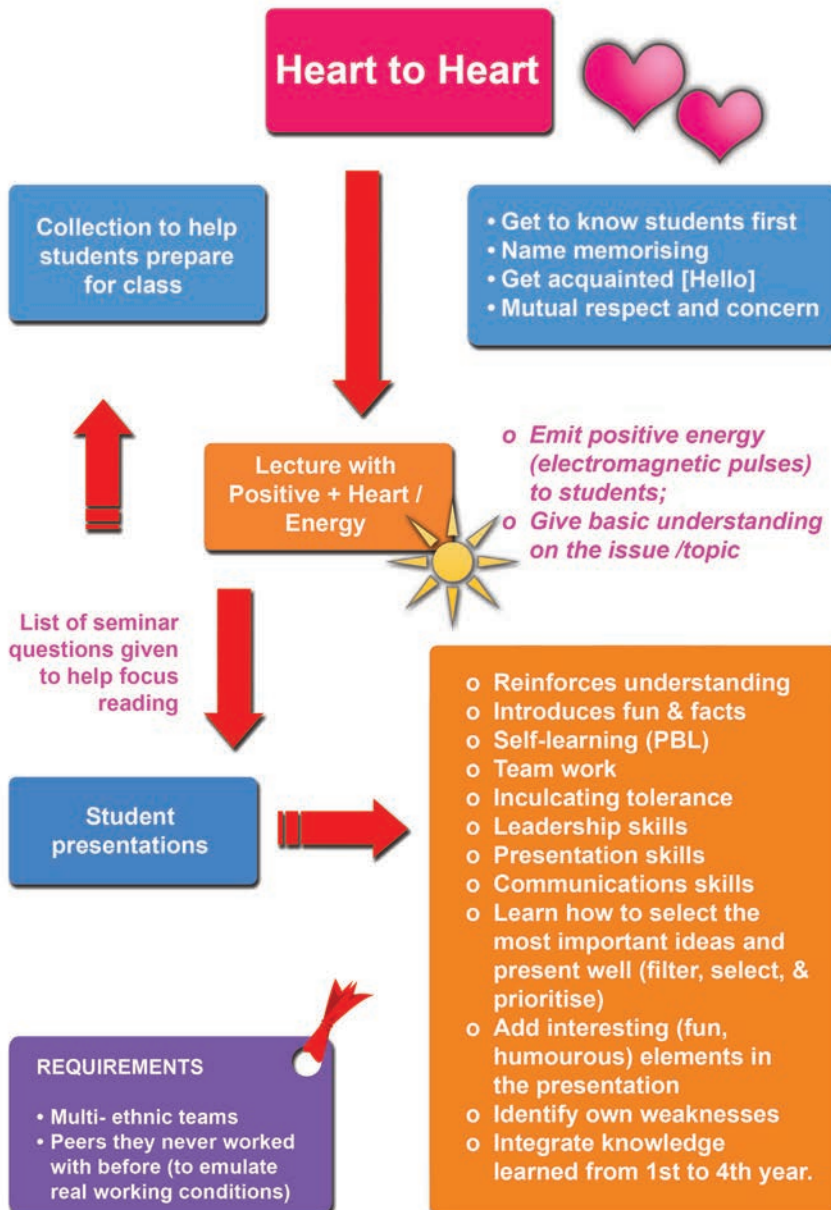 Heart to Heart
Collection to help
students prepare
for class
• Get to know students first
• Name memorising
• Get acquainted [Hello]
• Mutual respect and concern
Lecture with
Positive + Heart /
Energy
o Emit positive energy
(electromagnetic pulses)
to students;
o Give basic understanding
on the issue /topic
List of seminar
questions given
to help focus
reading
Student
presentations
o Reinforces understanding
o Introduces fun & facts
o Self-learning (PBL)
o Team work
o Inculcating tolerance
o Leadership skills
o Presentation skills
o Communications skills
o Learn how to select the
most important ideas and
present well (filter, select, &
prioritise)
o Add interesting (fun,
humourous) elements in
the presentation
o Identify own weaknesses
o Integrate knowledge
learned from 1st to 4th year.
REQUIREMENTS
• Multi- ethnic teams
• Peers they never worked
with before (to emulate
real working conditions)